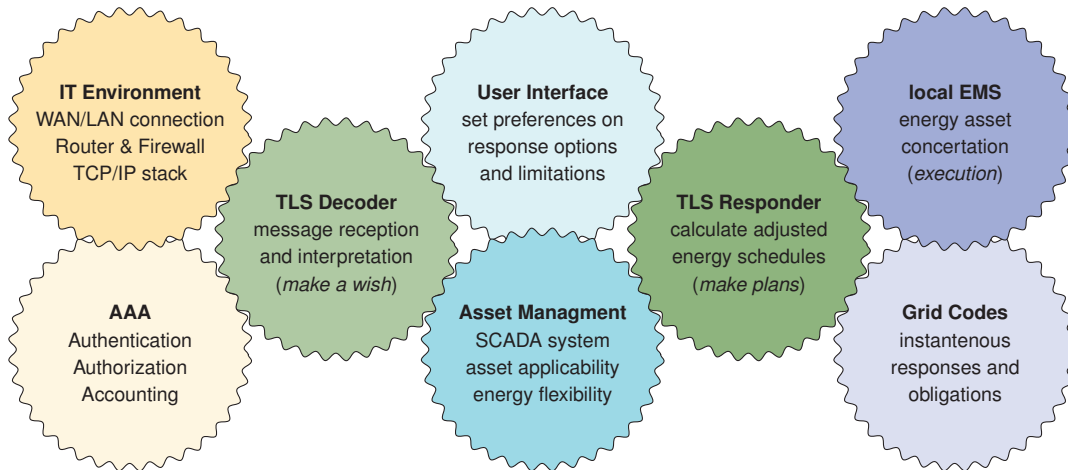 IT Environment
WAN/LAN connection
Router & Firewall
TCP/IP stack
AAA
Authentication
Authorization
Accounting
TLS Decoder
message reception
and interpretation
(make a wish)
User Interface
set preferences on
response options
and limitations
Asset Managment
SCADA system
asset applicability
energy flexibility
TLS Responder
calculate adjusted
energy schedules
(make plans)
local EMS
energy asset
concertation
(execution)
Grid Codes
instantenous
responses and
obligations